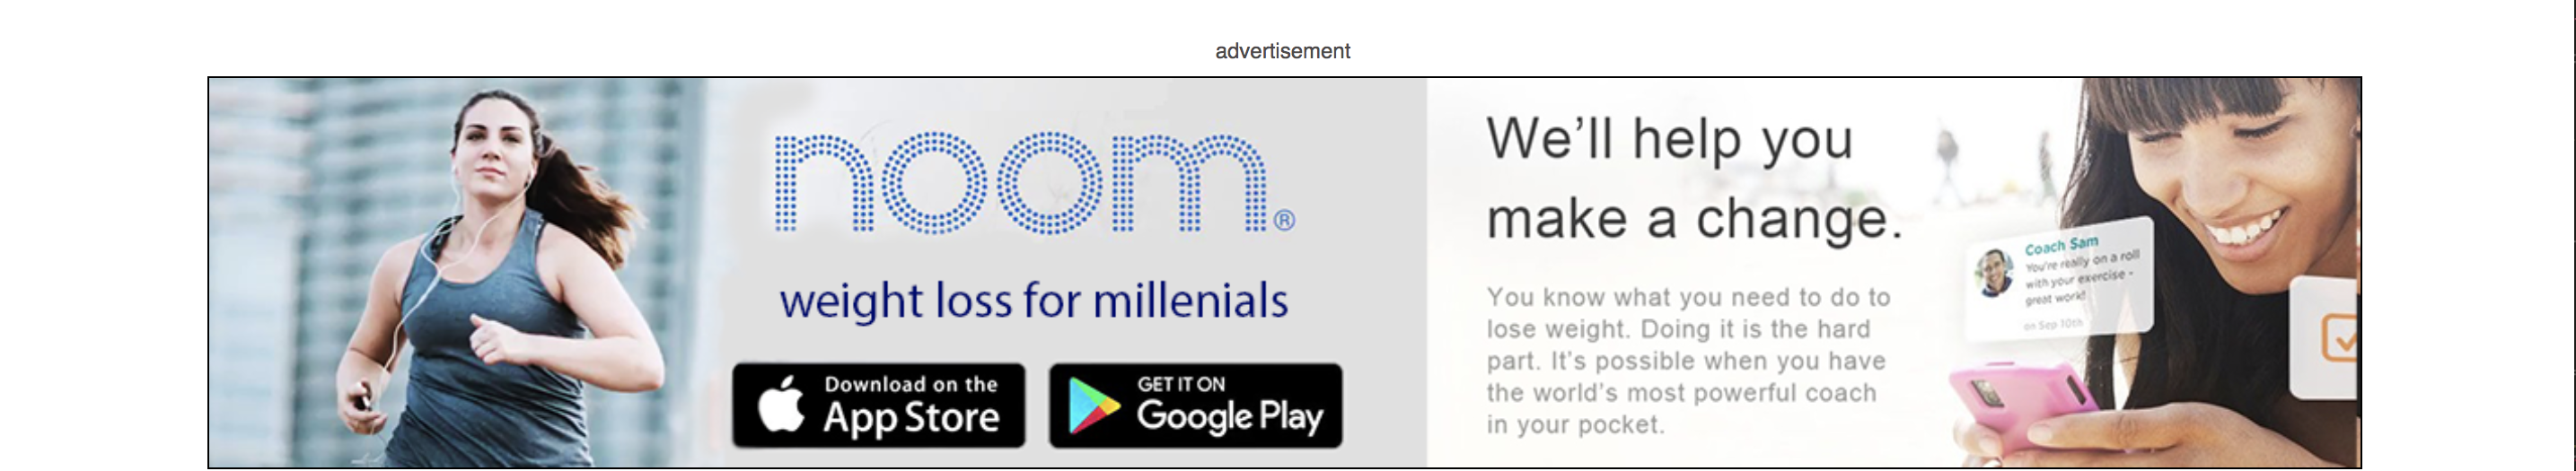 advertisement
noom®
weight loss for millenials
Download on the
App Store
GET IT ON
Google Play
We’ll help you
make a change.
You know what you need to do to
lose weight. Doing it is the hard
part. It’s possible when you have
the world’s most powerful coach
in your pocket.
Coach Sam
You're really on a roll
with your exercise -
great work!
on Sep 10th